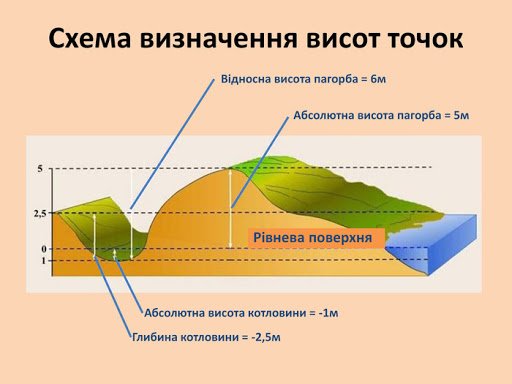 Схема визначення висот точок
Відносна висота пагорба = 6м
Абсолютна висота пагорба = 5м
5
2,5
0
1
Рівнева поверхня
Абсолютна висота котловини = -1м
Глибина котловини = -2,5м